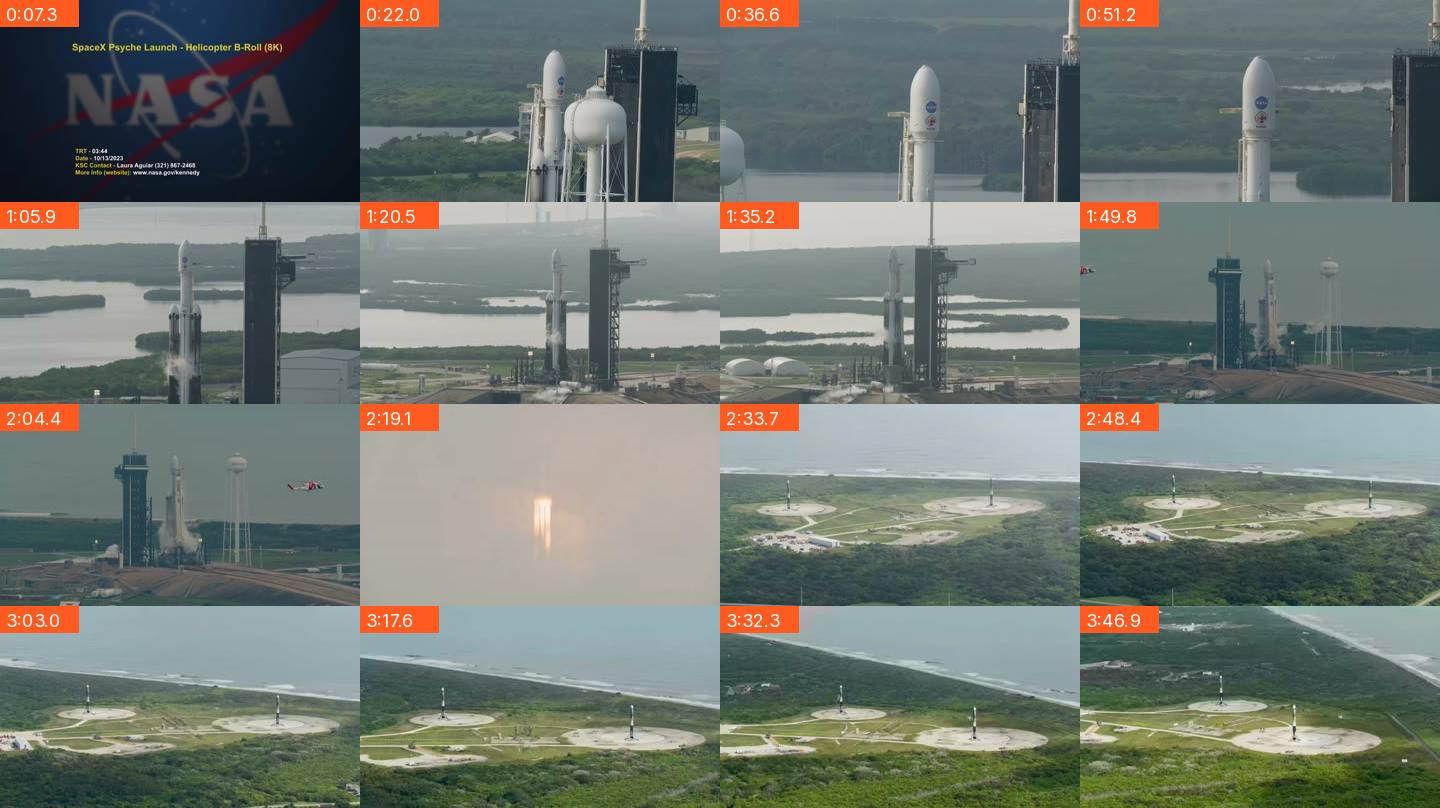 0:07.3
0:22.0
0:36.6
0:51.2
SpaceX Psyche Launch - Helicopter B-Roll (8K)
NASA
TRT - 03:44
Date - 10/13/2023
KSC Contact - Laura Aguiar (321) 867-2468
More Info (website): www.nasa.gov/kennedy
1:05.9
1:20.5
1:35.2
1:49.8
2:04.4
2:19.1
2:33.7
2:48.4
3:03.0
3:17.6
3:32.3
3:46.9